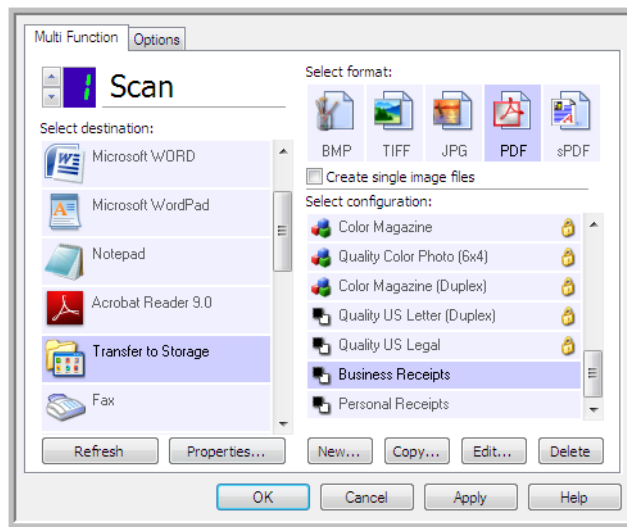 Multi Function
Options
1 Scan
Select destination:
Microsoft WORD
Microsoft WordPad
Notepad
Acrobat Reader 9.0
Transfer to Storage
Fax
Refresh
Properties...
Select format:
BMP TIFF JPG PDF sPDF
Create single image files
Select configuration:
Color Magazine
Quality Color Photo (6x4)
Color Magazine (Duplex)
Quality US Letter (Duplex)
Quality US Legal
Business Receipts
Personal Receipts
New... Copy... Edit... Delete
OK Cancel Apply Help